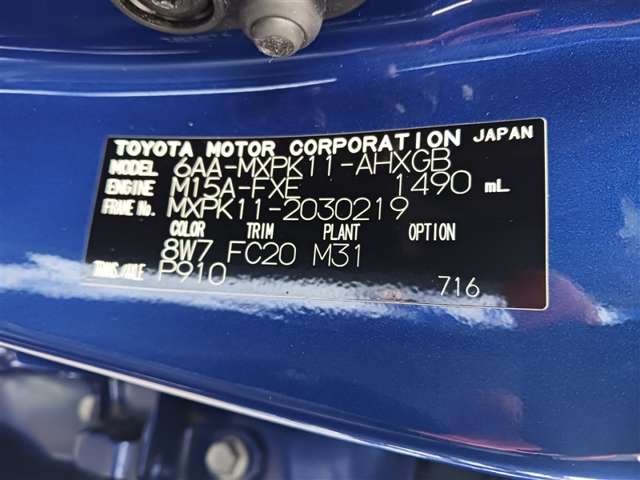 TOYOTA MOTOR CORPORATION JAPAN
MODEL 6AA-MXPK11-AHXGB
ENGINE M15A-FXE 1490 mL
FRAME No. MXPK11-2030219
COLOR TRIM PLANT OPTION
8W7 FC20 M31
TRANS./AXLE P910 716